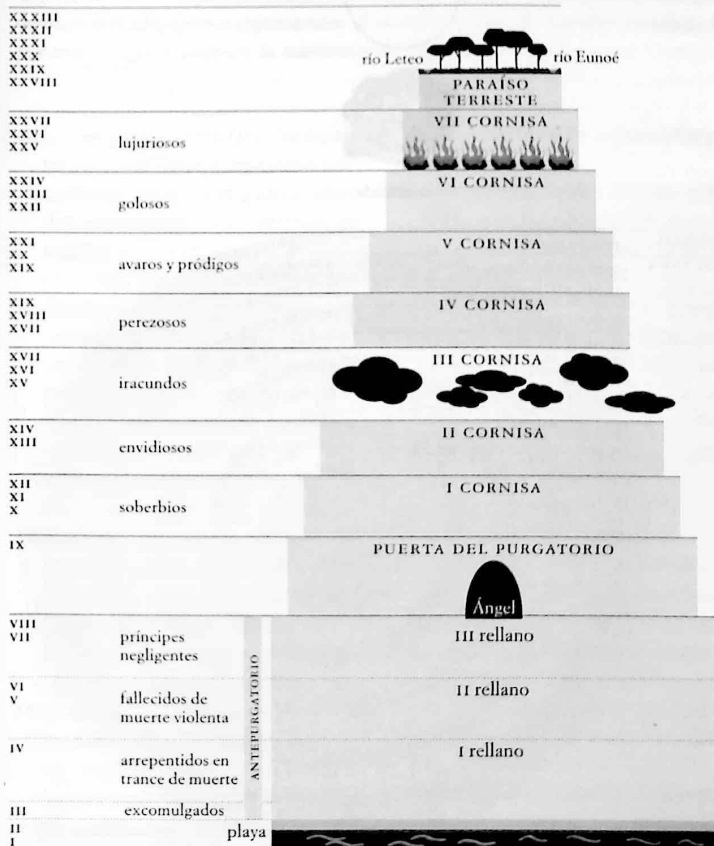 XXXIII
XXXII
XXXI
XXX
XXIX
XXVIII
río Leteo
río Eunoé
PARAÍSO
TERRESTE
XXVII
XXVI
XXV
lujuriosos
VII CORNISA
XXIV
XXIII
XXII
golosos
VI CORNISA
XXI
XX
XIX
avaros y pródigos
V CORNISA
XIX
XVIII
XVII
perezosos
IV CORNISA
XVII
XVI
XV
iracundos
III CORNISA
XIV
XIII
envidiosos
II CORNISA
XII
XI
X
soberbios
I CORNISA
IX
PUERTA DEL PURGATORIO
Ángel
VIII
VII
príncipes
negligentes
III rellano
ANTEPURGATORIO
VI
V
fallecidos de
muerte violenta
II rellano
IV
arrepentidos en
trance de muerte
I rellano
III
excomulgados
II
I
playa